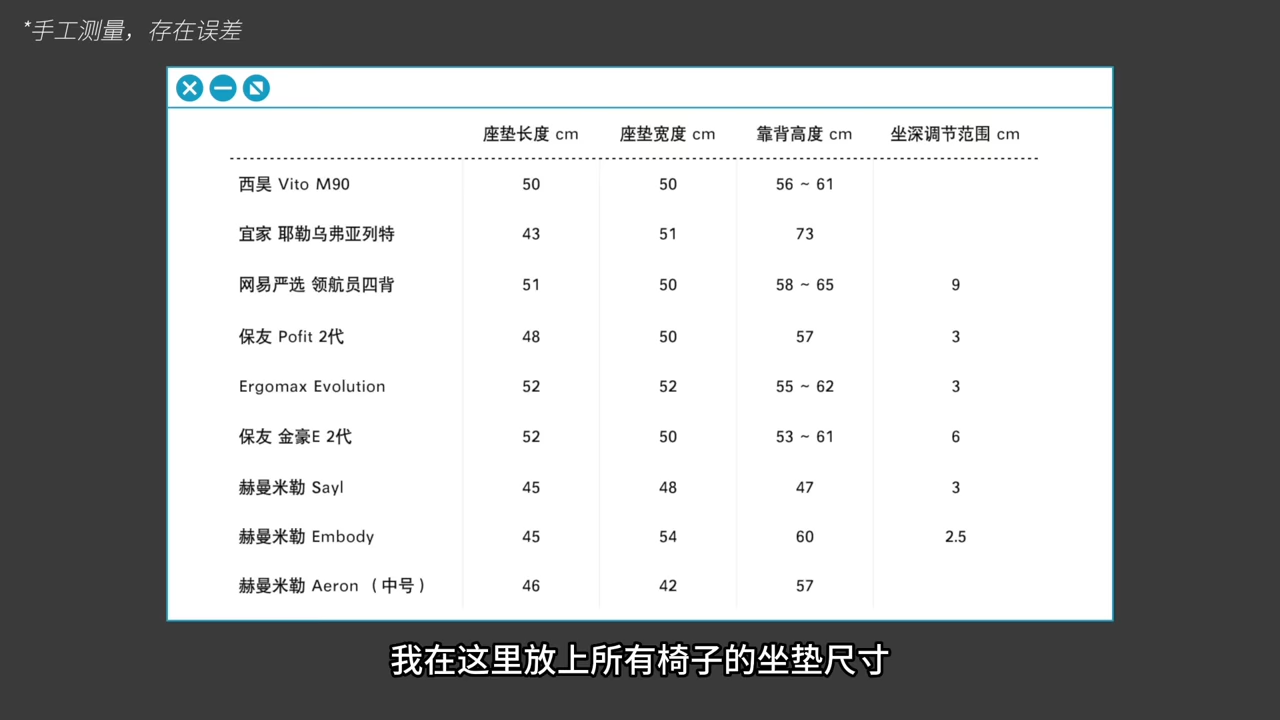 *手工测量，存在误差
座垫长度 cm 座垫宽度 cm 靠背高度 cm 坐深调节范围 cm
西昊 Vito M90 50 50 56 ~ 61
宜家 耶勒乌弗亚列特 43 51 73
网易严选 领航员四背 51 50 58 ~ 65 9
保友 Pofit 2代 48 50 57 3
Ergomax Evolution 52 52 55 ~ 62 3
保友 金豪E 2代 52 50 53 ~ 61 6
赫曼米勒 Sayl 45 48 47 3
赫曼米勒 Embody 45 54 60 2.5
赫曼米勒 Aeron （中号） 46 42 57
我在这里放上所有椅子的坐垫尺寸